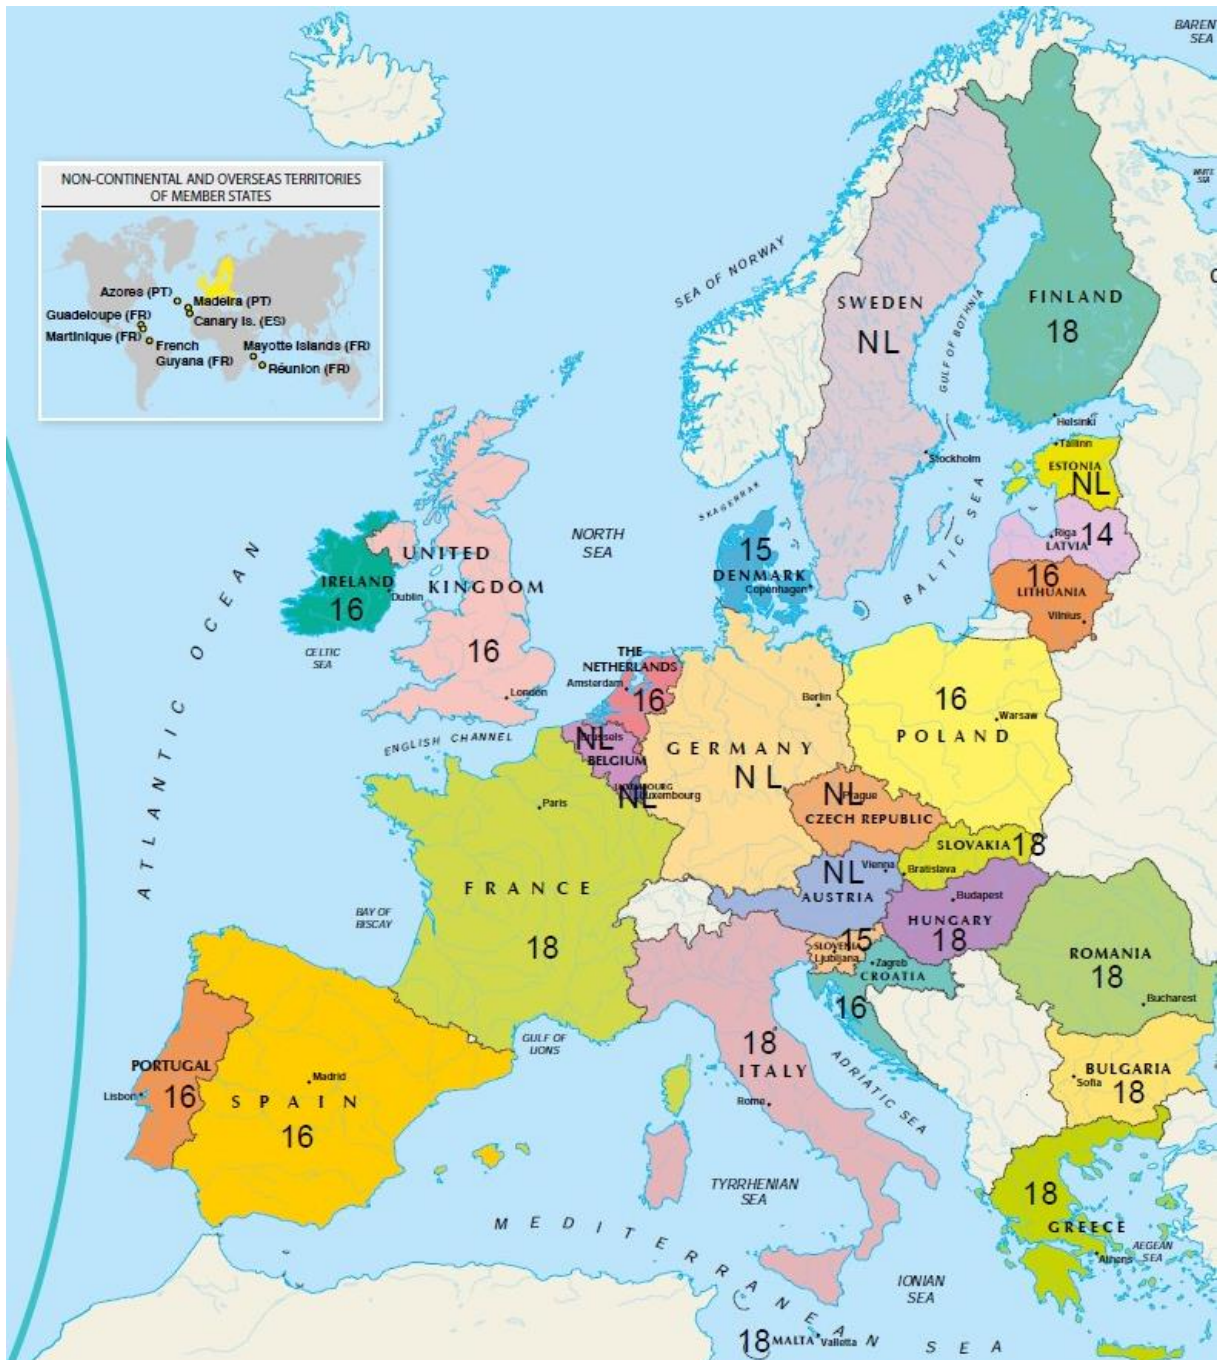 BAREN
SEA
WHITE
SEA
NON-CONTINENTAL AND OVERSEAS TERRITORIES
OF MEMBER STATES
Azores (PT)
Madeira (PT)
Guadeloupe (FR)
Canary Is. (ES)
Martinique (FR)
French
Guyana (FR)
Mayotte Islands (FR)
Réunion (FR)
SEA OF NORWAY
SWEDEN
NL
GULF OF BOTHNIA
FINLAND
18
Helsinki
Tallinn
Stockholm
ESTONIA
NL
SKAGERRAK
BALTIC SEA
Riga
LATVIA
14
16
LITHUANIA
Vilnius
NORTH
SEA
15
DENMARK
Copenhagen
UNITED
KINGDOM
16
London
IRELAND
16
Dublin
CELTIC
SEA
ATLANTIC OCEAN
ENGLISH CHANNEL
THE
NETHERLANDS
Amsterdam
16
Berlin
GERMANY
NL
16
Warsaw
POLAND
Brussels
NL
BELGIUM
LUXEMBOURG
Luxembourg
NL
NL
Prague
CZECH REPUBLIC
SLOVAKIA
18
Bratislava
Paris
FRANCE
18
BAY OF
BISCAY
NL
Vienna
AUSTRIA
Budapest
HUNGARY
18
SLOVENIA
15
Ljubljana
Zagreb
CROATIA
16
ROMANIA
18
Bucharest
BULGARIA
Sofia
18
GULF OF
LIONS
18
ITALY
Rome
ADRIATIC SEA
PORTUGAL
Lisbon
16
Madrid
SPAIN
16
TYRRHENIAN
SEA
MEDITERRANEAN SEA
18
GREECE
Athens
AEGEAN
SEA
IONIAN
SEA
18
MALTA
Valletta